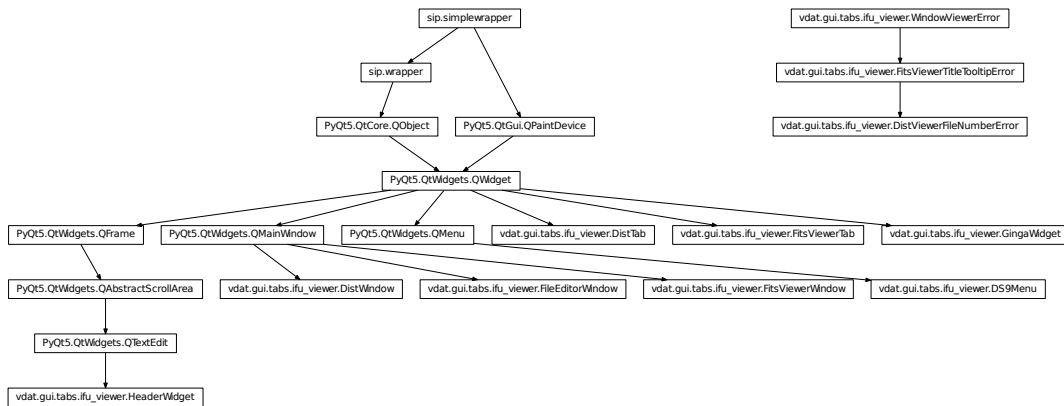 sip.simplewrapper
vdat.gui.tabs.ifu_viewer.WindowViewerError
sip.wrapper
vdat.gui.tabs.ifu_viewer.FitsViewerTitleTooltipError
PyQt5.QtCore.QObject
PyQt5.QtGui.QPaintDevice
vdat.gui.tabs.ifu_viewer.DistViewerFileNumberError
PyQt5.QtWidgets.QWidget
PyQt5.QtWidgets.QFrame
PyQt5.QtWidgets.QMainWindow
PyQt5.QtWidgets.QMenu
vdat.gui.tabs.ifu_viewer.DistTab
vdat.gui.tabs.ifu_viewer.FitsViewerTab
vdat.gui.tabs.ifu_viewer.GingaWidget
PyQt5.QtWidgets.QAbstractScrollArea
vdat.gui.tabs.ifu_viewer.DistWindow
vdat.gui.tabs.ifu_viewer.FileEditorWindow
vdat.gui.tabs.ifu_viewer.FitsViewerWindow
vdat.gui.tabs.ifu_viewer.DS9Menu
PyQt5.QtWidgets.QTextEdit
vdat.gui.tabs.ifu_viewer.HeaderWidget